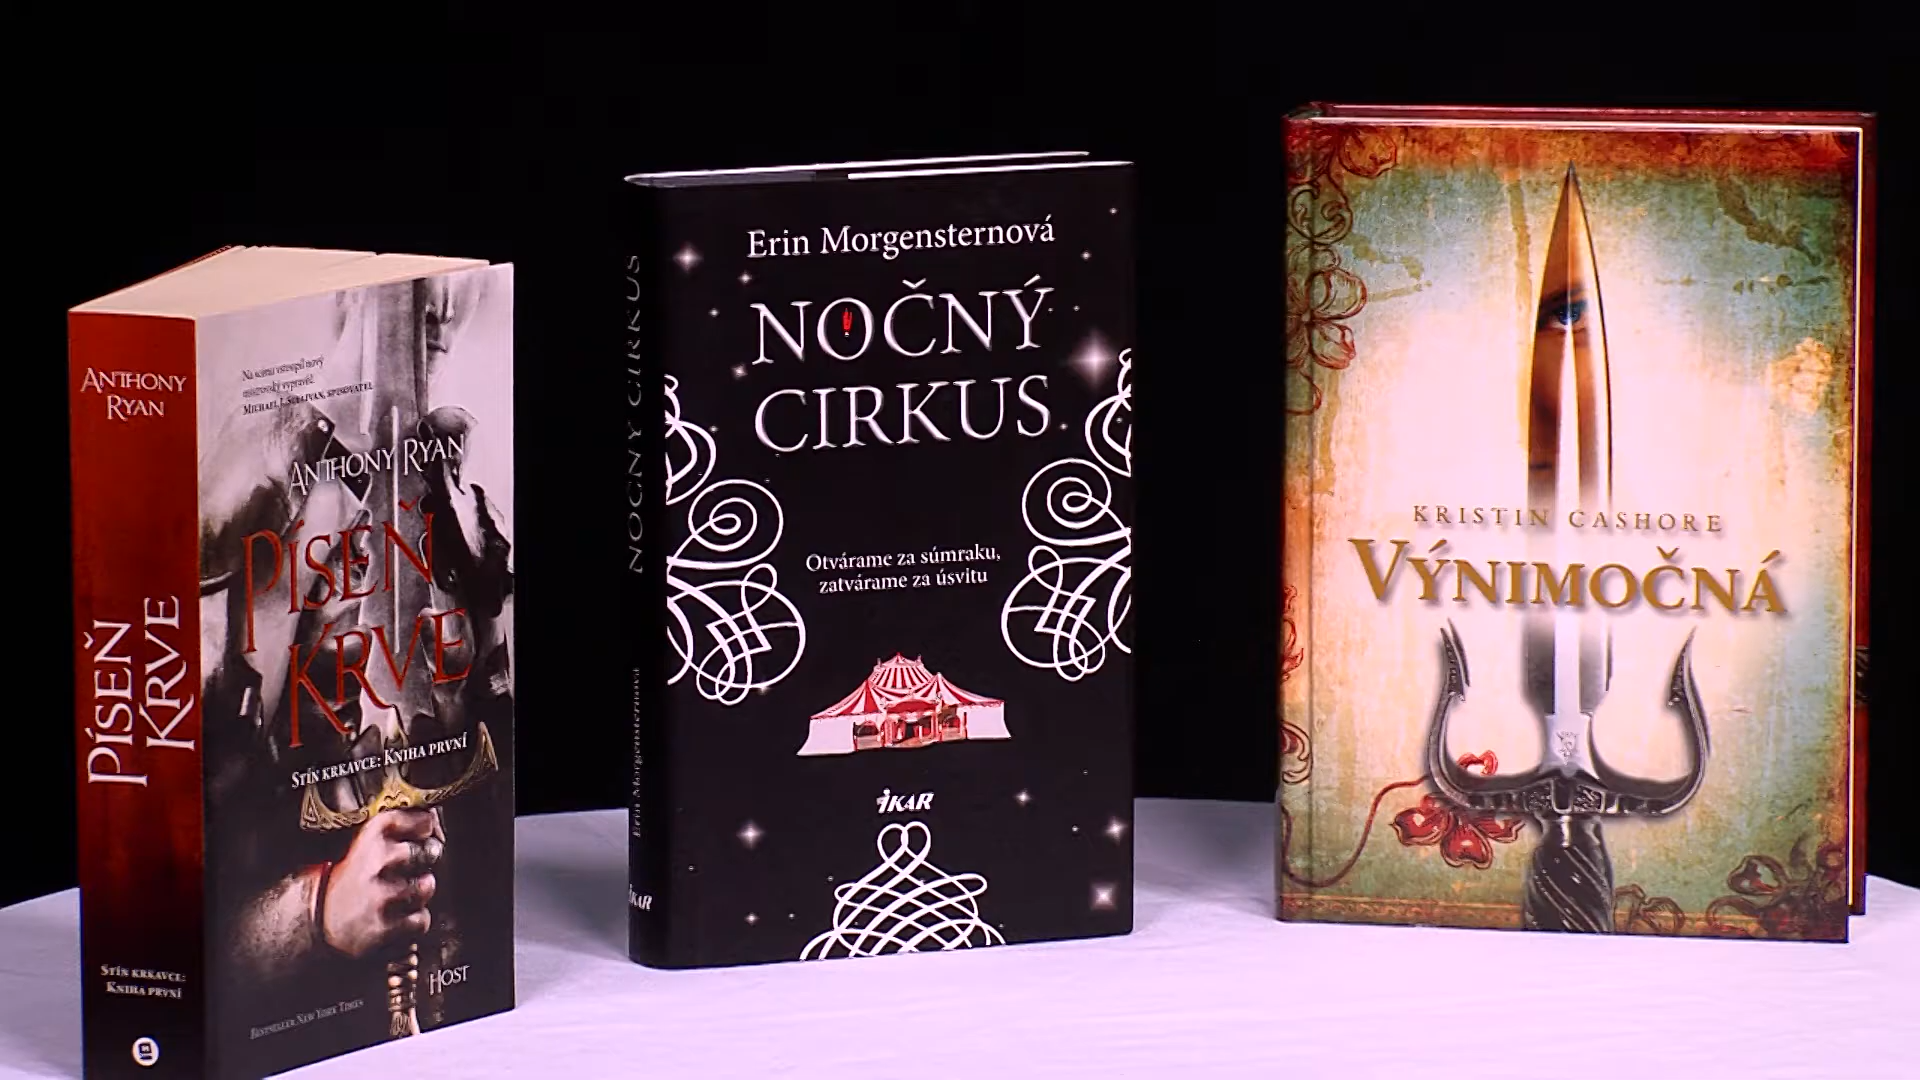 ANTHONY
RYAN
PÍSEŇ
KRVE
STÍN KRKAVCE:
KNIHA PRVNÍ
Na scénu vstoupil nový
mistrovský vypravěč
MICHAEL J. SULLIVAN, SPISOVATEL
ANTHONY RYAN
PÍSEŇ
KRVE
STÍN KRKAVCE: KNIHA PRVNÍ
HOST
BESTSELLER NEW YORK TIMES
NOČNÝ CIRKUS
Erin Morgensternová
IKAR
Erin Morgensternová
NOČNÝ
CIRKUS
Otvárame za súmraku,
zatvárame za úsvitu
IKAR
KRISTIN CASHORE
VÝNIMOČNÁ